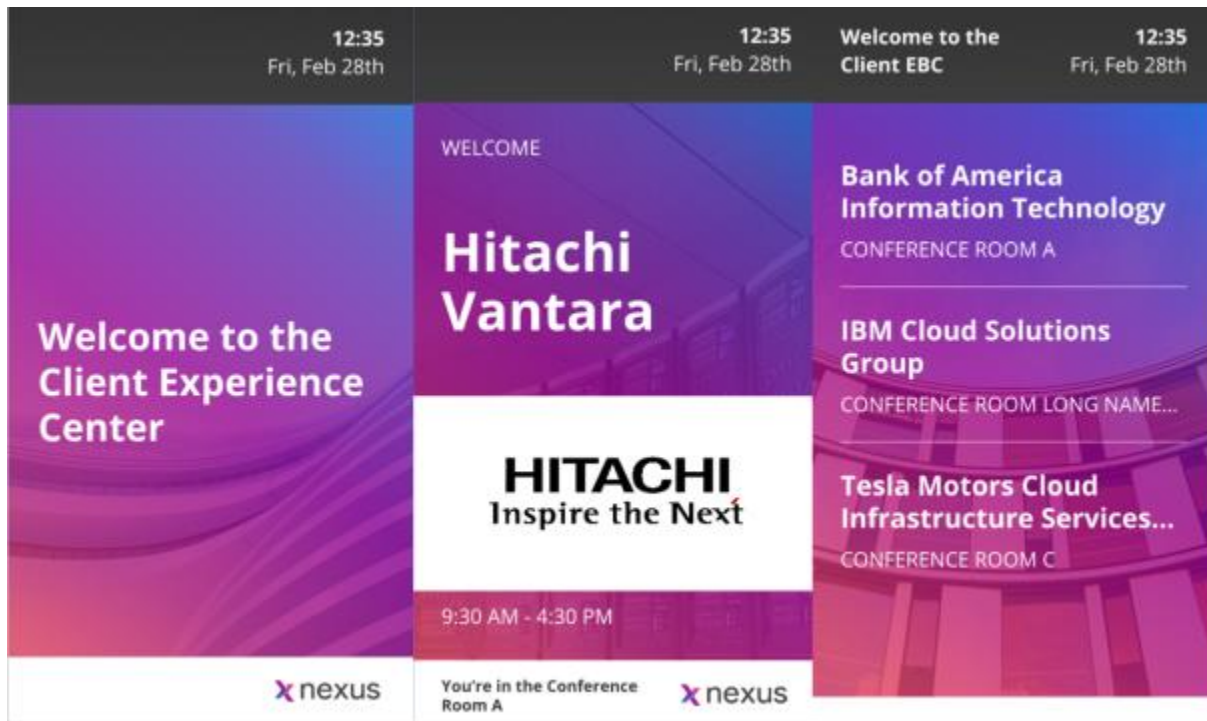 12:35
Fri, Feb 28th
Welcome to the
Client Experience
Center
nexus
12:35
Fri, Feb 28th
WELCOME
Hitachi
Vantara
HITACHI
Inspire the Next
9:30 AM - 4:30 PM
You're in the Conference
Room A
nexus
Welcome to the
Client EBC
12:35
Fri, Feb 28th
Bank of America
Information Technology
CONFERENCE ROOM A
IBM Cloud Solutions
Group
CONFERENCE ROOM LONG NAME...
Tesla Motors Cloud
Infrastructure Services...
CONFERENCE ROOM C